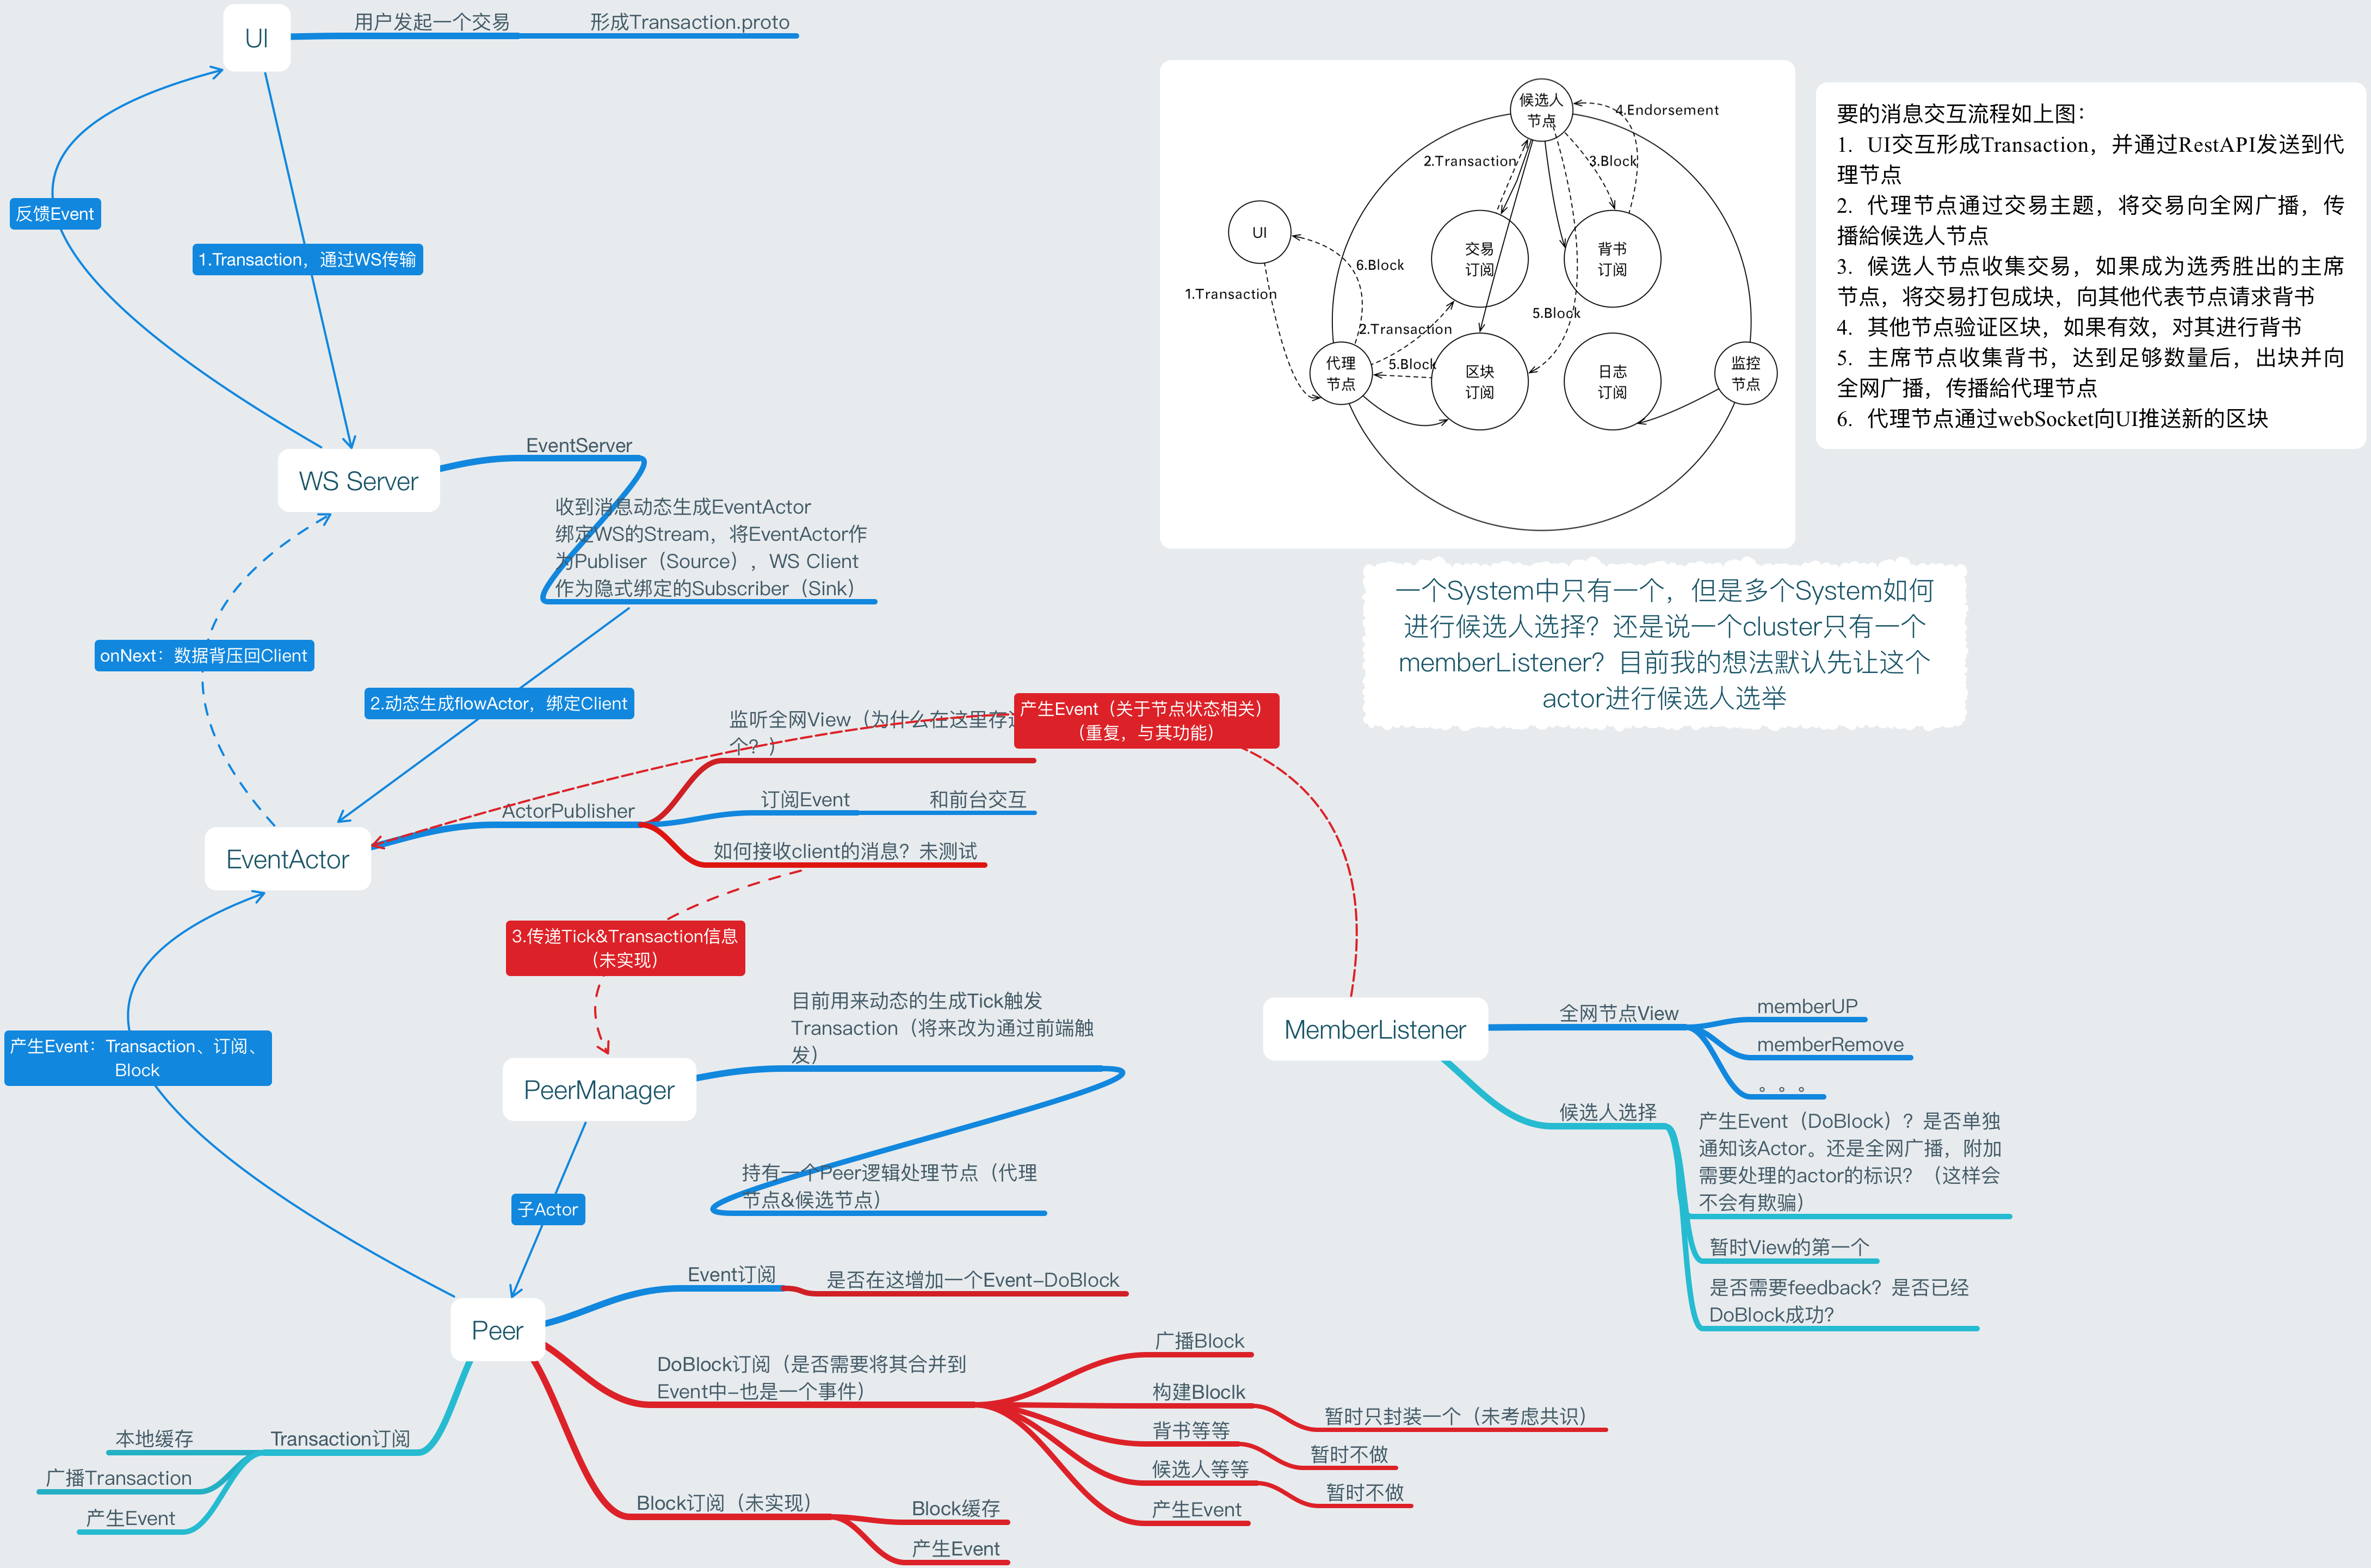 UI
用户发起一个交易
形成Transaction.proto
反馈Event
1.Transaction，通过WS传输
WS Server
EventServer
收到消息动态生成EventActor
绑定WS的Stream，将EventActor作
为Publiser（Source），WS Client
作为隐式绑定的Subscriber（Sink）
onNext：数据背压回Client
2.动态生成flowActor，绑定Client
候选人
节点
4.Endorsement
2.Transaction
3.Block
UI
交易
订阅
背书
订阅
6.Block
1.Transaction
5.Block
2.Transaction
代理
节点
5.Block
区块
订阅
日志
订阅
监控
节点
要的消息交互流程如上图：
1. UI交互形成Transaction，并通过RestAPI发送到代
理节点
2. 代理节点通过交易主题，将交易向全网广播，传
播給候选人节点
3. 候选人节点收集交易，如果成为选秀胜出的主席
节点，将交易打包成块，向其他代表节点请求背书
4. 其他节点验证区块，如果有效，对其进行背书
5. 主席节点收集背书，达到足够数量后，出块并向
全网广播，传播給代理节点
6. 代理节点通过webSocket向UI推送新的区块
一个System中只有一个，但是多个System如何
进行候选人选择？还是说一个cluster只有一个
memberListener？目前我的想法默认先让这个
actor进行候选人选举
监听全网View（为什么在这里存这
个？）
产生Event（关于节点状态相关）
（重复，与其功能）
EventActor
ActorPublisher
订阅Event
和前台交互
如何接收client的消息？未测试
3.传递Tick&Transaction信息
（未实现）
产生Event：Transaction、订阅、
Block
PeerManager
目前用来动态的生成Tick触发
Transaction（将来改为通过前端触
发）
持有一个Peer逻辑处理节点（代理
节点&候选节点）
子Actor
MemberListener
全网节点View
memberUP
memberRemove
。。。
候选人选择
产生Event（DoBlock）？是否单独
通知该Actor。还是全网广播，附加
需要处理的actor的标识？（这样会
不会有欺骗）
暂时View的第一个
是否需要feedback？是否已经
DoBlock成功？
Peer
Event订阅
是否在这增加一个Event-DoBlock
DoBlock订阅（是否需要将其合并到
Event中-也是一个事件）
广播Block
构建Bloclk
暂时只封装一个（未考虑共识）
背书等等
暂时不做
候选人等等
暂时不做
产生Event
Block订阅（未实现）
Block缓存
产生Event
Transaction订阅
本地缓存
广播Transaction
产生Event